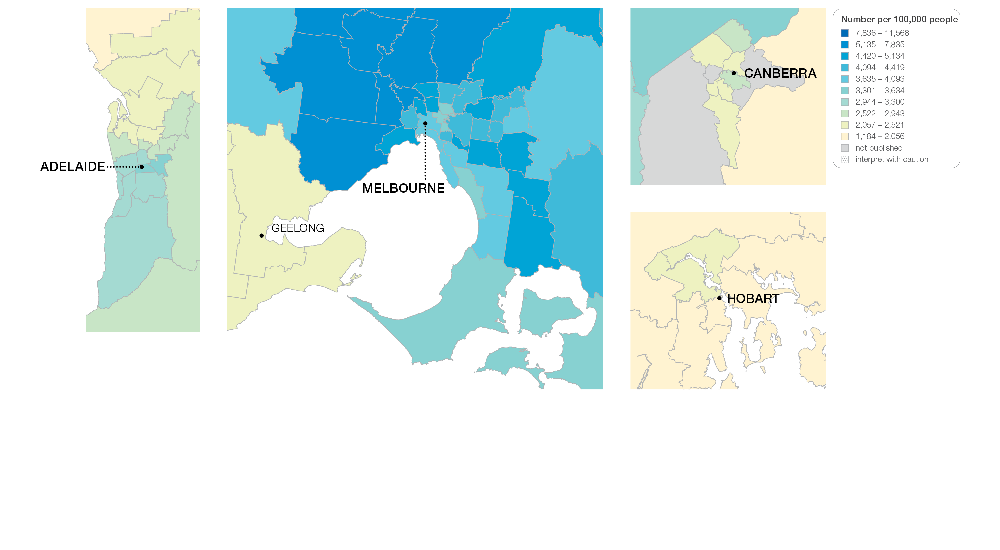 ADELAIDE
MELBOURNE
GEELONG
CANBERRA
HOBART
Number per 100,000 people
7,836 – 11,568
5,135 – 7,835
4,420 – 5,134
4,094 – 4,419
3,635 – 4,093
3,301 – 3,634
2,944 – 3,300
2,522 – 2,943
2,057 – 2,521
1,184 – 2,056
not published
interpret with caution